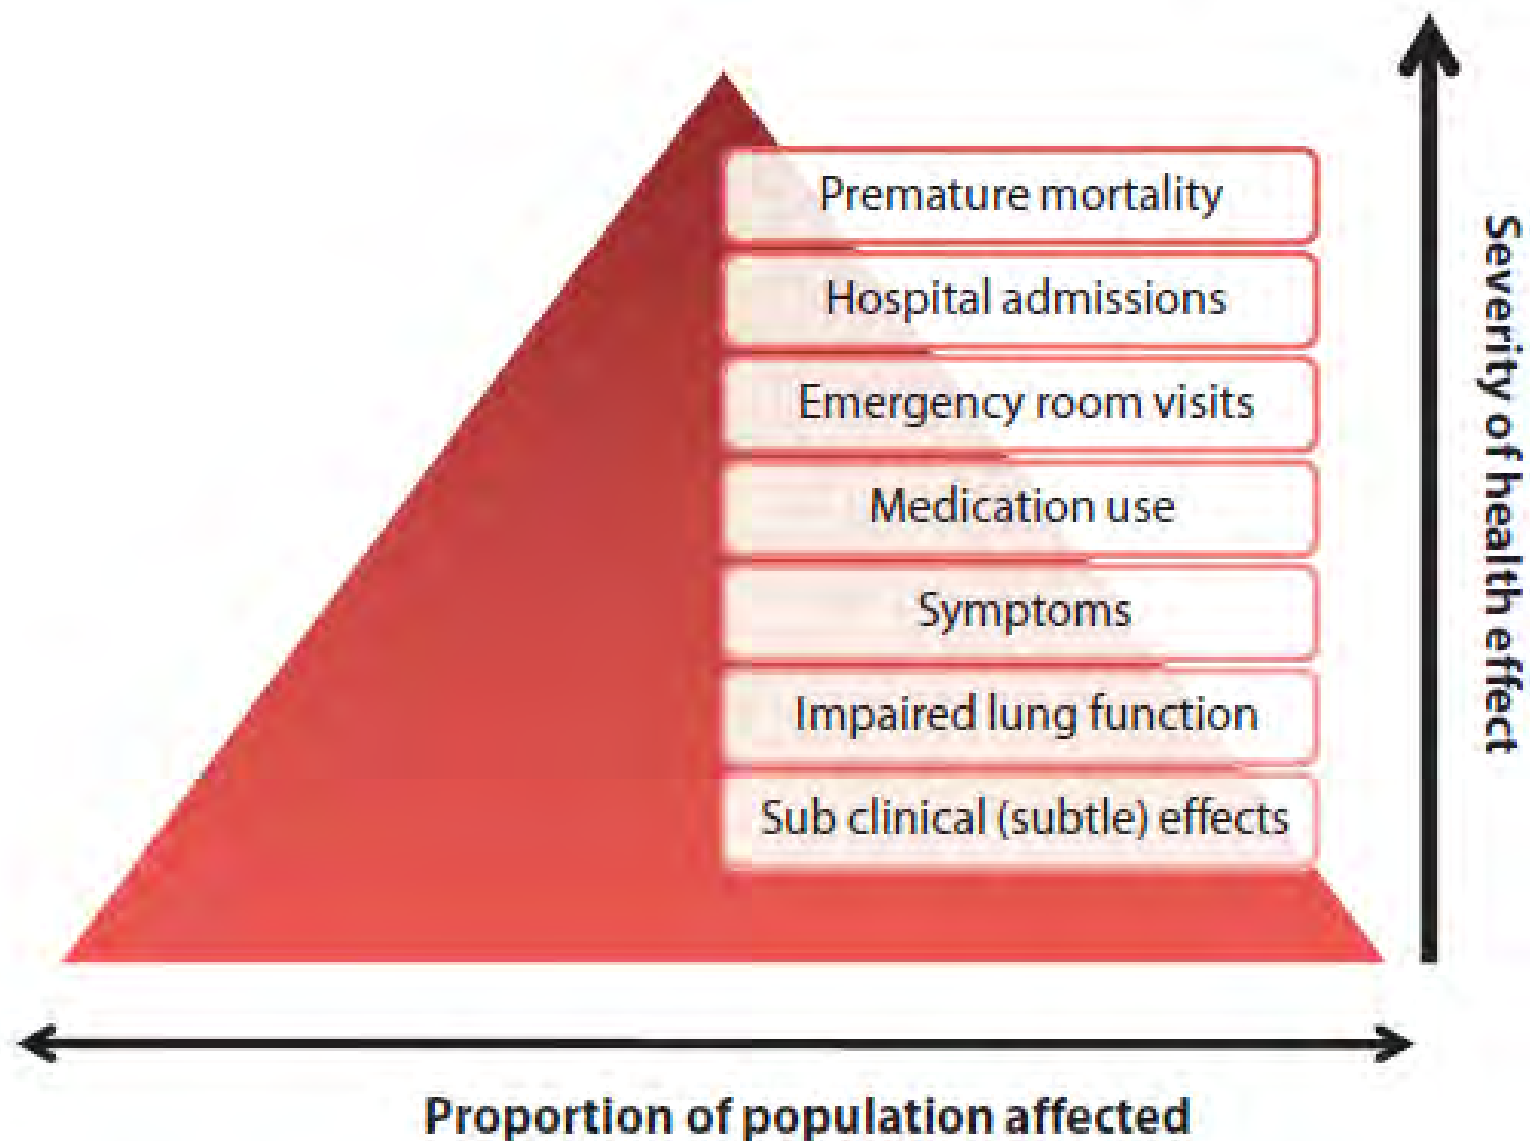 Premature mortality
Hospital admissions
Emergency room visits
Medication use
Symptoms
Impaired lung function
Sub clinical (subtle) effects
Severity of health effect
Proportion of population affected